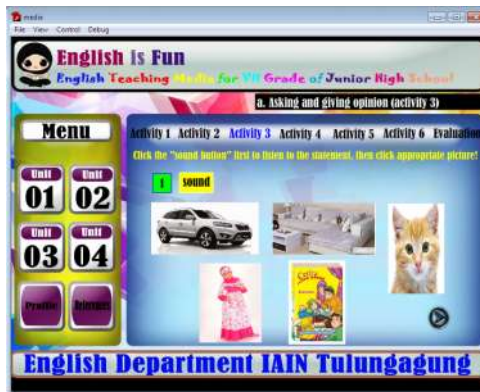 media
File View Control Debug
English is Fun
English Teaching Media for VII Grade of Junior High School
a. Asking and giving opinion (activity 3)
Menu
Activity 1 Activity 2 Activity 3 Activity 4 Activity 5 Activity 6 Evaluation
Click the "sound button" first to listen to the statement, then click appropriate picture!
1 sound
Unit 01
Unit 02
Unit 03
Unit 04
Profile
English Department IAIN Tulungagung